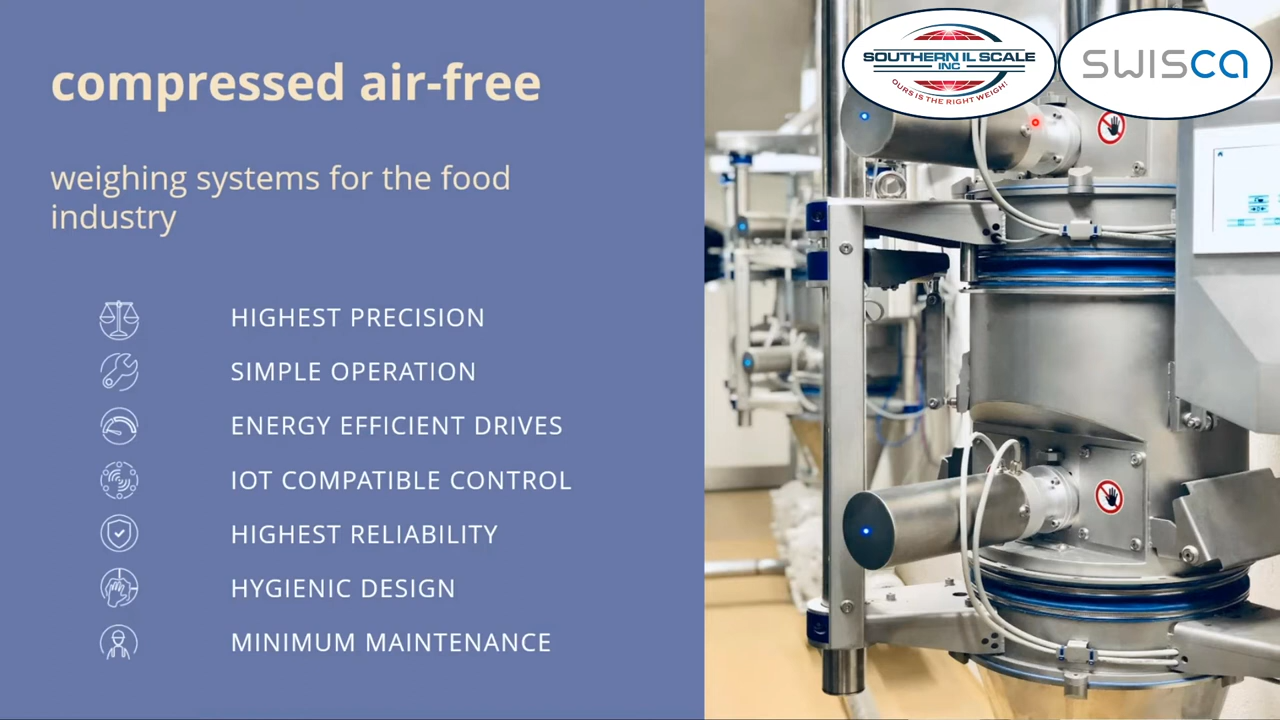 compressed air-free
weighing systems for the food
industry
HIGHEST PRECISION
SIMPLE OPERATION
ENERGY EFFICIENT DRIVES
IOT COMPATIBLE CONTROL
HIGHEST RELIABILITY
HYGIENIC DESIGN
MINIMUM MAINTENANCE
SOUTHERN IL SCALE
INC
OURS IS THE RIGHT WEIGH!
SWISCA